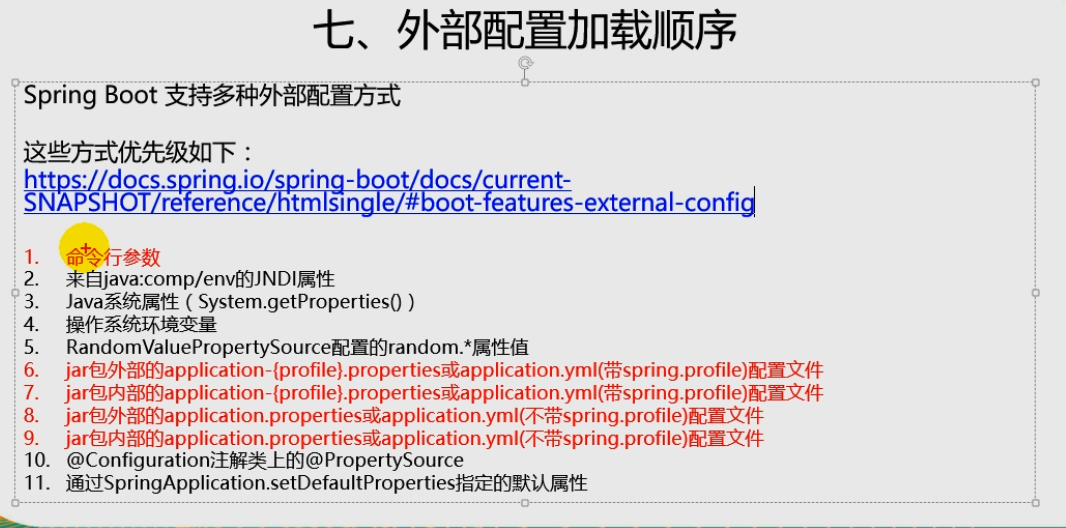 七、外部配置加载顺序
Spring Boot 支持多种外部配置方式
这些方式优先级如下：
https://docs.spring.io/spring-boot/docs/current-
SNAPSHOT/reference/htmlsingle/#boot-features-external-config
1. 命令行参数
2. 来自java:comp/env的JNDI属性
3. Java系统属性（System.getProperties()）
4. 操作系统环境变量
5. RandomValuePropertySource配置的random.*属性值
6. jar包外部的application-{profile}.properties或application.yml(带spring.profile)配置文件
7. jar包内部的application-{profile}.properties或application.yml(带spring.profile)配置文件
8. jar包外部的application.properties或application.yml(不带spring.profile)配置文件
9. jar包内部的application.properties或application.yml(不带spring.profile)配置文件
10. @Configuration注解类上的@PropertySource
11. 通过SpringApplication.setDefaultProperties指定的默认属性